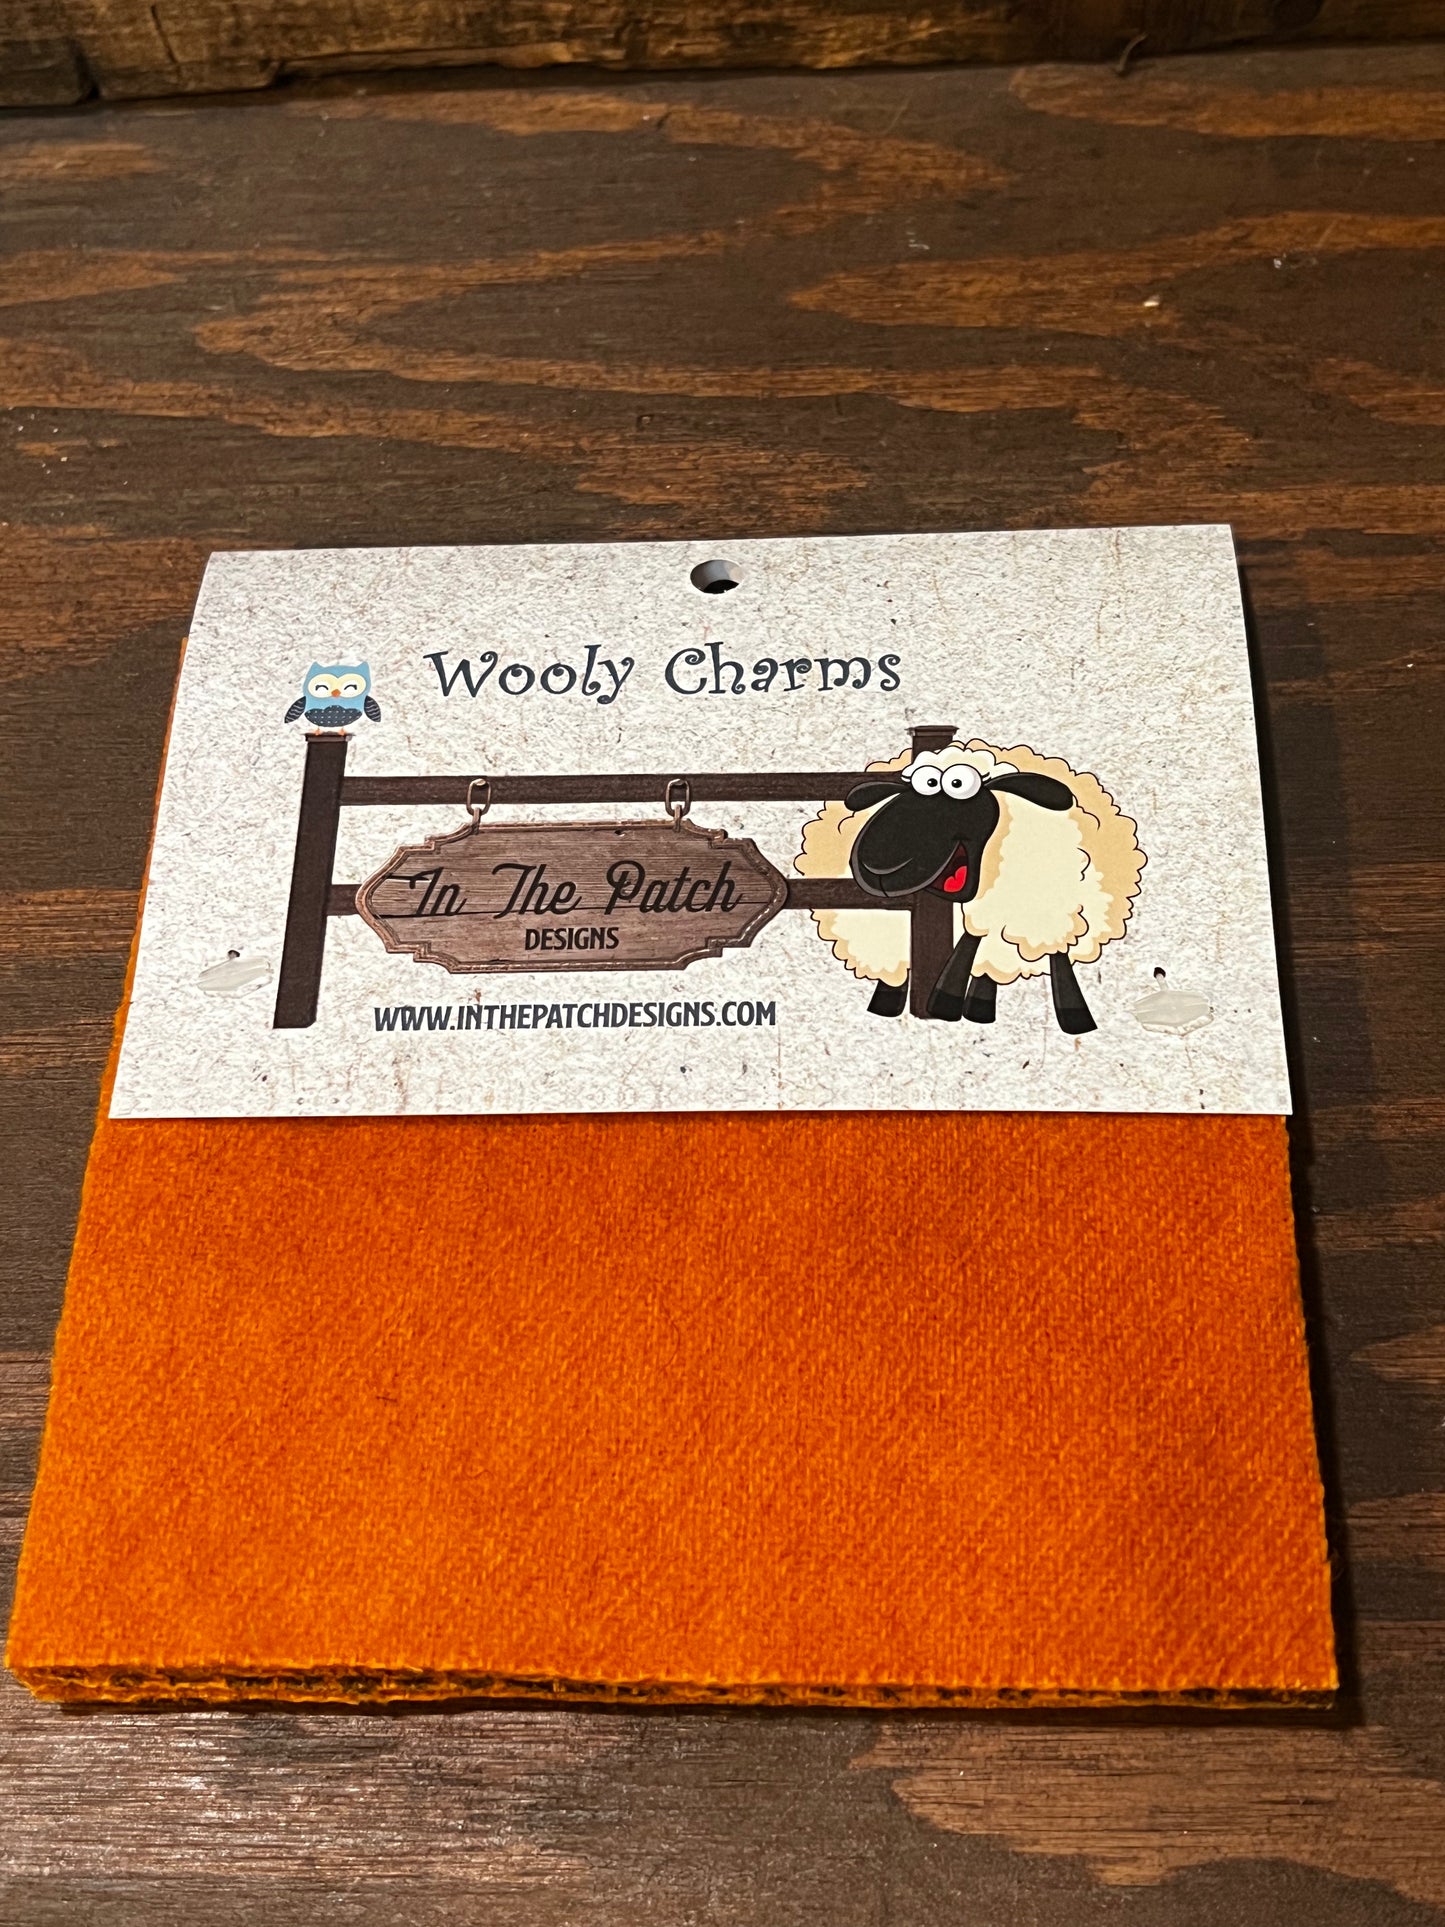 Wooly Charms
In The Patch
DESIGNS
WWW.INTHEPATCHDESIGNS.COM